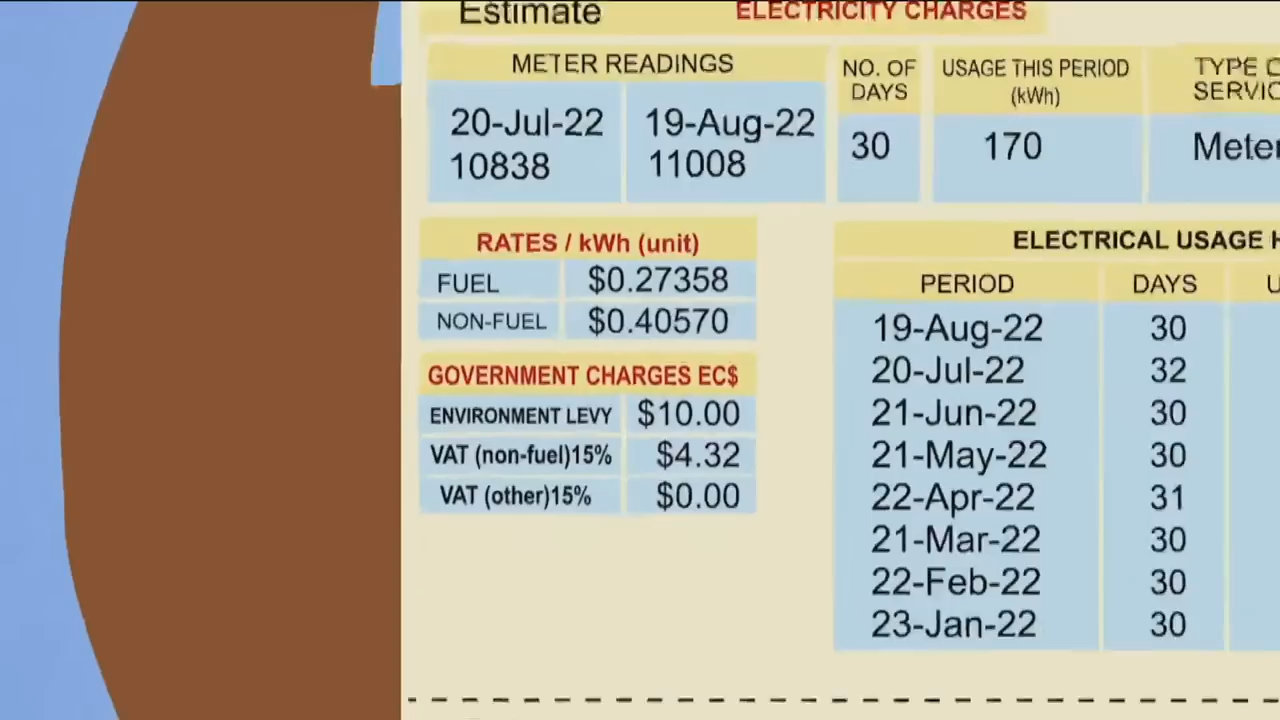 Estimate
ELECTRICITY CHARGES
METER READINGS
NO. OF DAYS
USAGE THIS PERIOD (kWh)
TYPE
20-Jul-22
10838
19-Aug-22
11008
30
170
RATES / kWh (unit)
FUEL $0.27358
NON-FUEL $0.40570
GOVERNMENT CHARGES EC$
ENVIRONMENT LEVY $10.00
VAT (non-fuel)15% $4.32
VAT (other)15% $0.00
ELECTRICAL USAGE
PERIOD DAYS
19-Aug-22 30
20-Jul-22 32
21-Jun-22 30
21-May-22 30
22-Apr-22 31
21-Mar-22 30
22-Feb-22 30
23-Jan-22 30